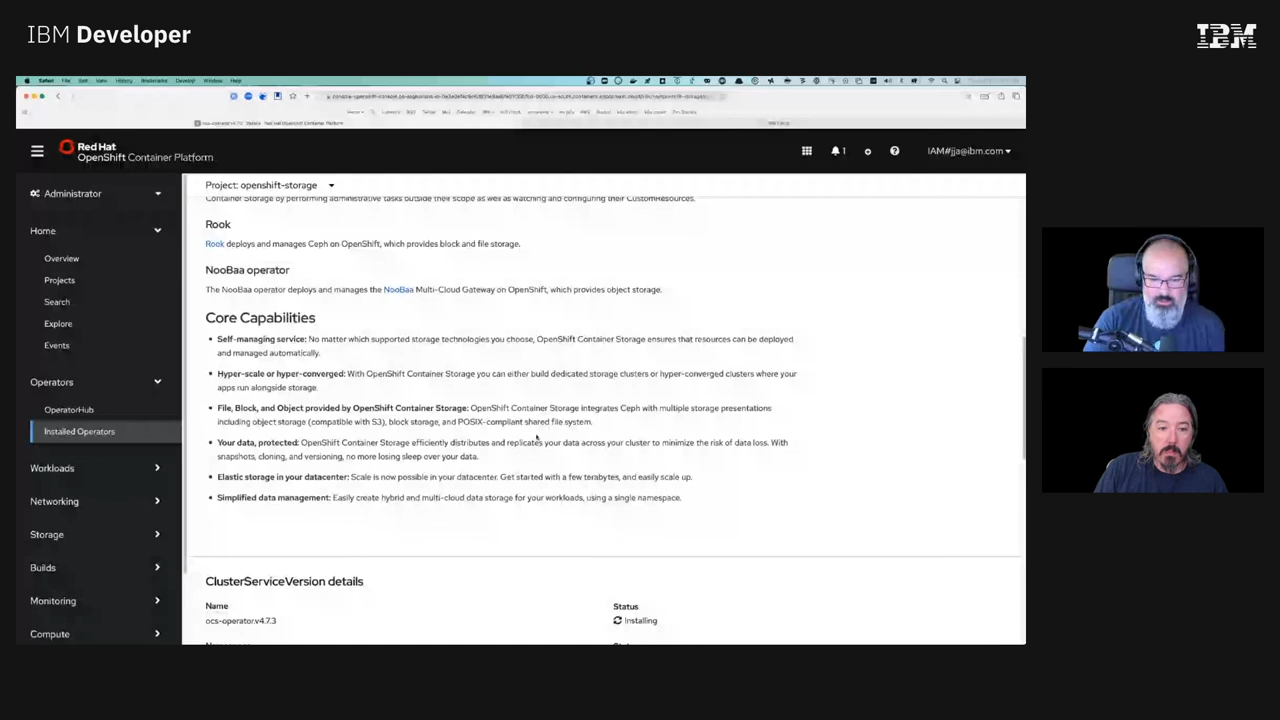 IBM Developer
IBM
Safari File Edit View History Bookmarks Develop Window Help
Red Hat
OpenShift Container Platform
1
IAM#jja@ibm.com
Administrator
Home
Overview
Projects
Search
Explore
Events
Operators
OperatorHub
Installed Operators
Workloads
Networking
Storage
Builds
Monitoring
Compute
Project: openshift-storage
Container Storage by performing administrative tasks outside their scope as well as watching and configuring their CustomResources.
Rook
Rook deploys and manages Ceph on OpenShift, which provides block and file storage.
NooBaa operator
The NooBaa operator deploys and manages the NooBaa Multi-Cloud Gateway on OpenShift, which provides object storage.
Core Capabilities
• Self-managing service: No matter which supported storage technologies you choose, OpenShift Container Storage ensures that resources can be deployed
and managed automatically.
• Hyper-scale or hyper-converged: With OpenShift Container Storage you can either build dedicated storage clusters or hyper-converged clusters where your
apps run alongside storage.
• File, Block, and Object provided by OpenShift Container Storage: OpenShift Container Storage integrates Ceph with multiple storage presentations
including object storage (compatible with S3), block storage, and POSIX-compliant shared file system.
• Your data, protected: OpenShift Container Storage efficiently distributes and replicates your data across your cluster to minimize the risk of data loss. With
snapshots, cloning, and versioning, no more losing sleep over your data.
• Elastic storage in your datacenter: Scale is now possible in your datacenter. Get started with a few terabytes, and easily scale up.
• Simplified data management: Easily create hybrid and multi-cloud data storage for your workloads, using a single namespace.
ClusterServiceVersion details
Name
ocs-operator.v4.7.3
Status
Installing